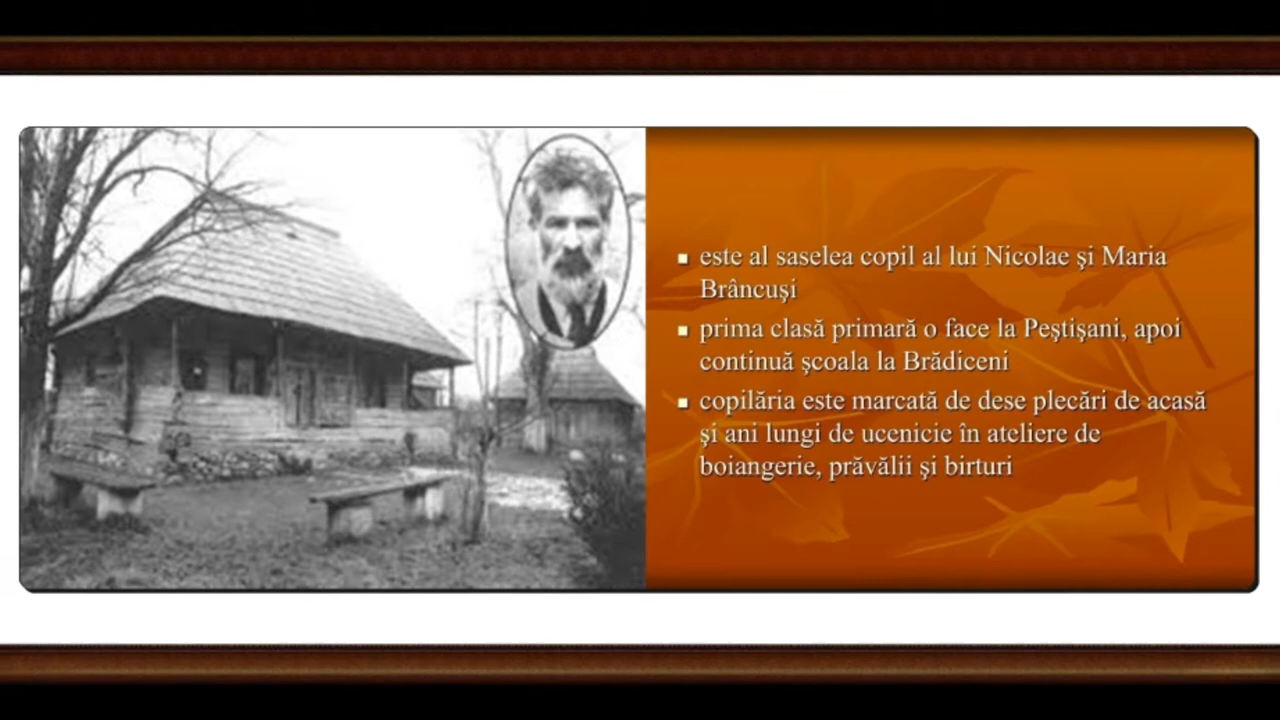 este al saselea copil al lui Nicolae şi Maria
Brâncuşi
prima clasă primară o face la Peştişani, apoi
continuă şcoala la Brădiceni
copilăria este marcată de dese plecări de acasă
şi ani lungi de ucenicie în ateliere de
boiangerie, prăvălii şi birturi